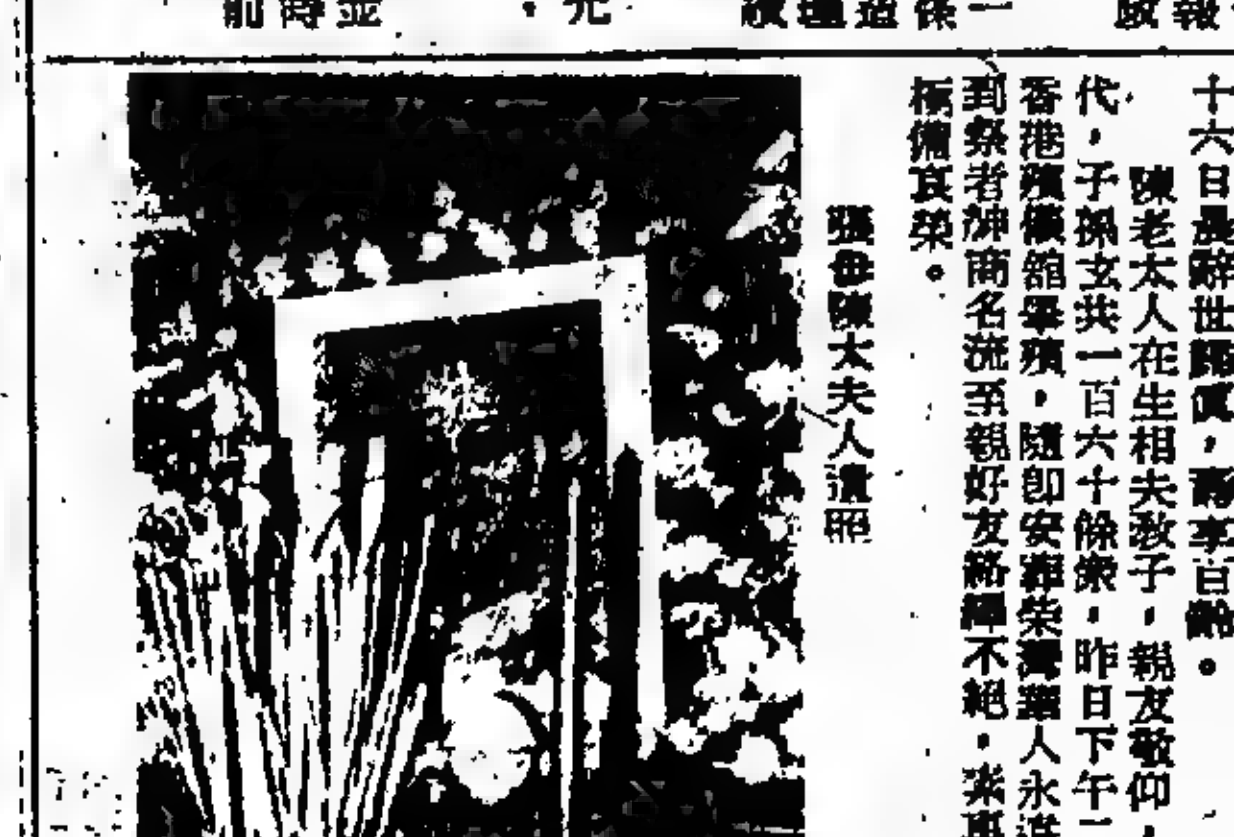 十六日晨辭世歸眞，壽享百齡。
陳老太人在生相夫教子，親友敬仰，
代，子孫玄共一百六十餘衆，昨日下午二
香港殯儀館舉殯，隨即安葬柴灣華人永
到祭者紳商名流至親好友絡繹不絕，
極備哀榮。
張母陳太夫人遺照